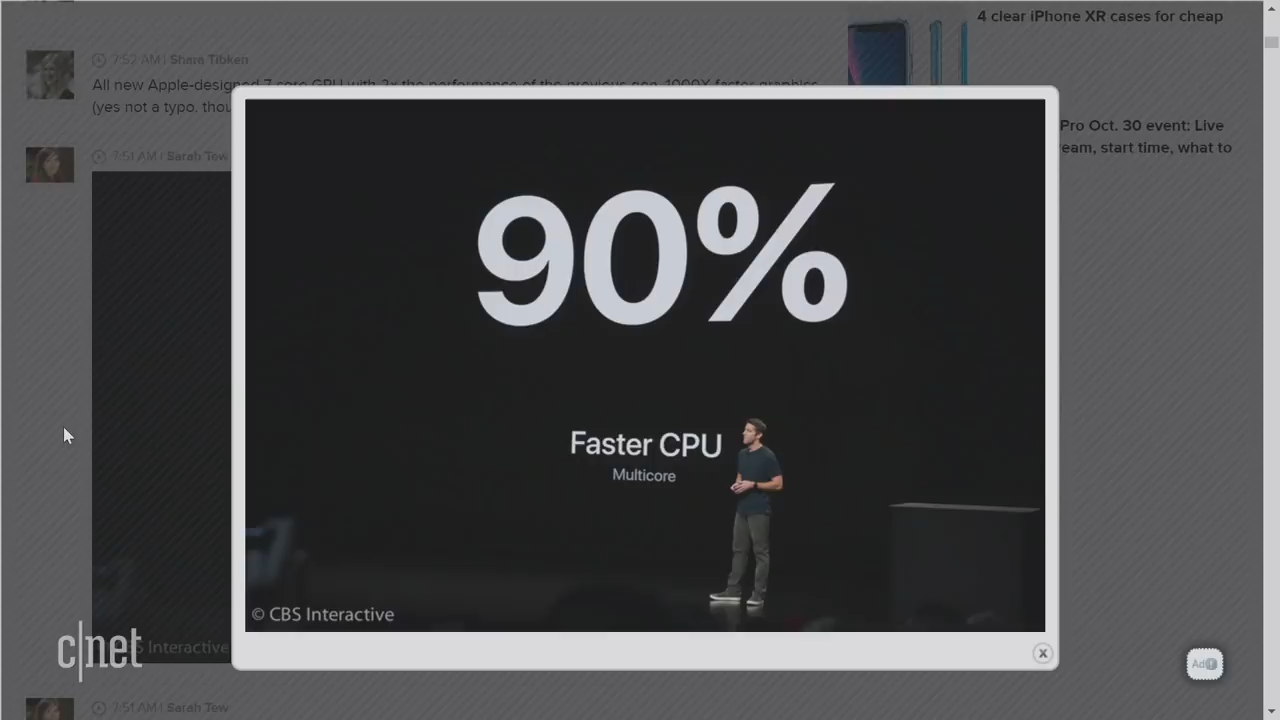 4 clear iPhone XR cases for cheap
7:52 AM | Shara Tibken
All new Apple-designed 7 core GPU with 2x the performance of the previous gen. 1000X faster graphics
(yes not a typo. thou
Pro Oct. 30 event: Live
ream, start time, what to
7:51 AM | Sarah Tew
90%
Faster CPU
Multicore
© CBS Interactive
c|net
S Interactive
Ad
7:51 AM | Sarah Tew